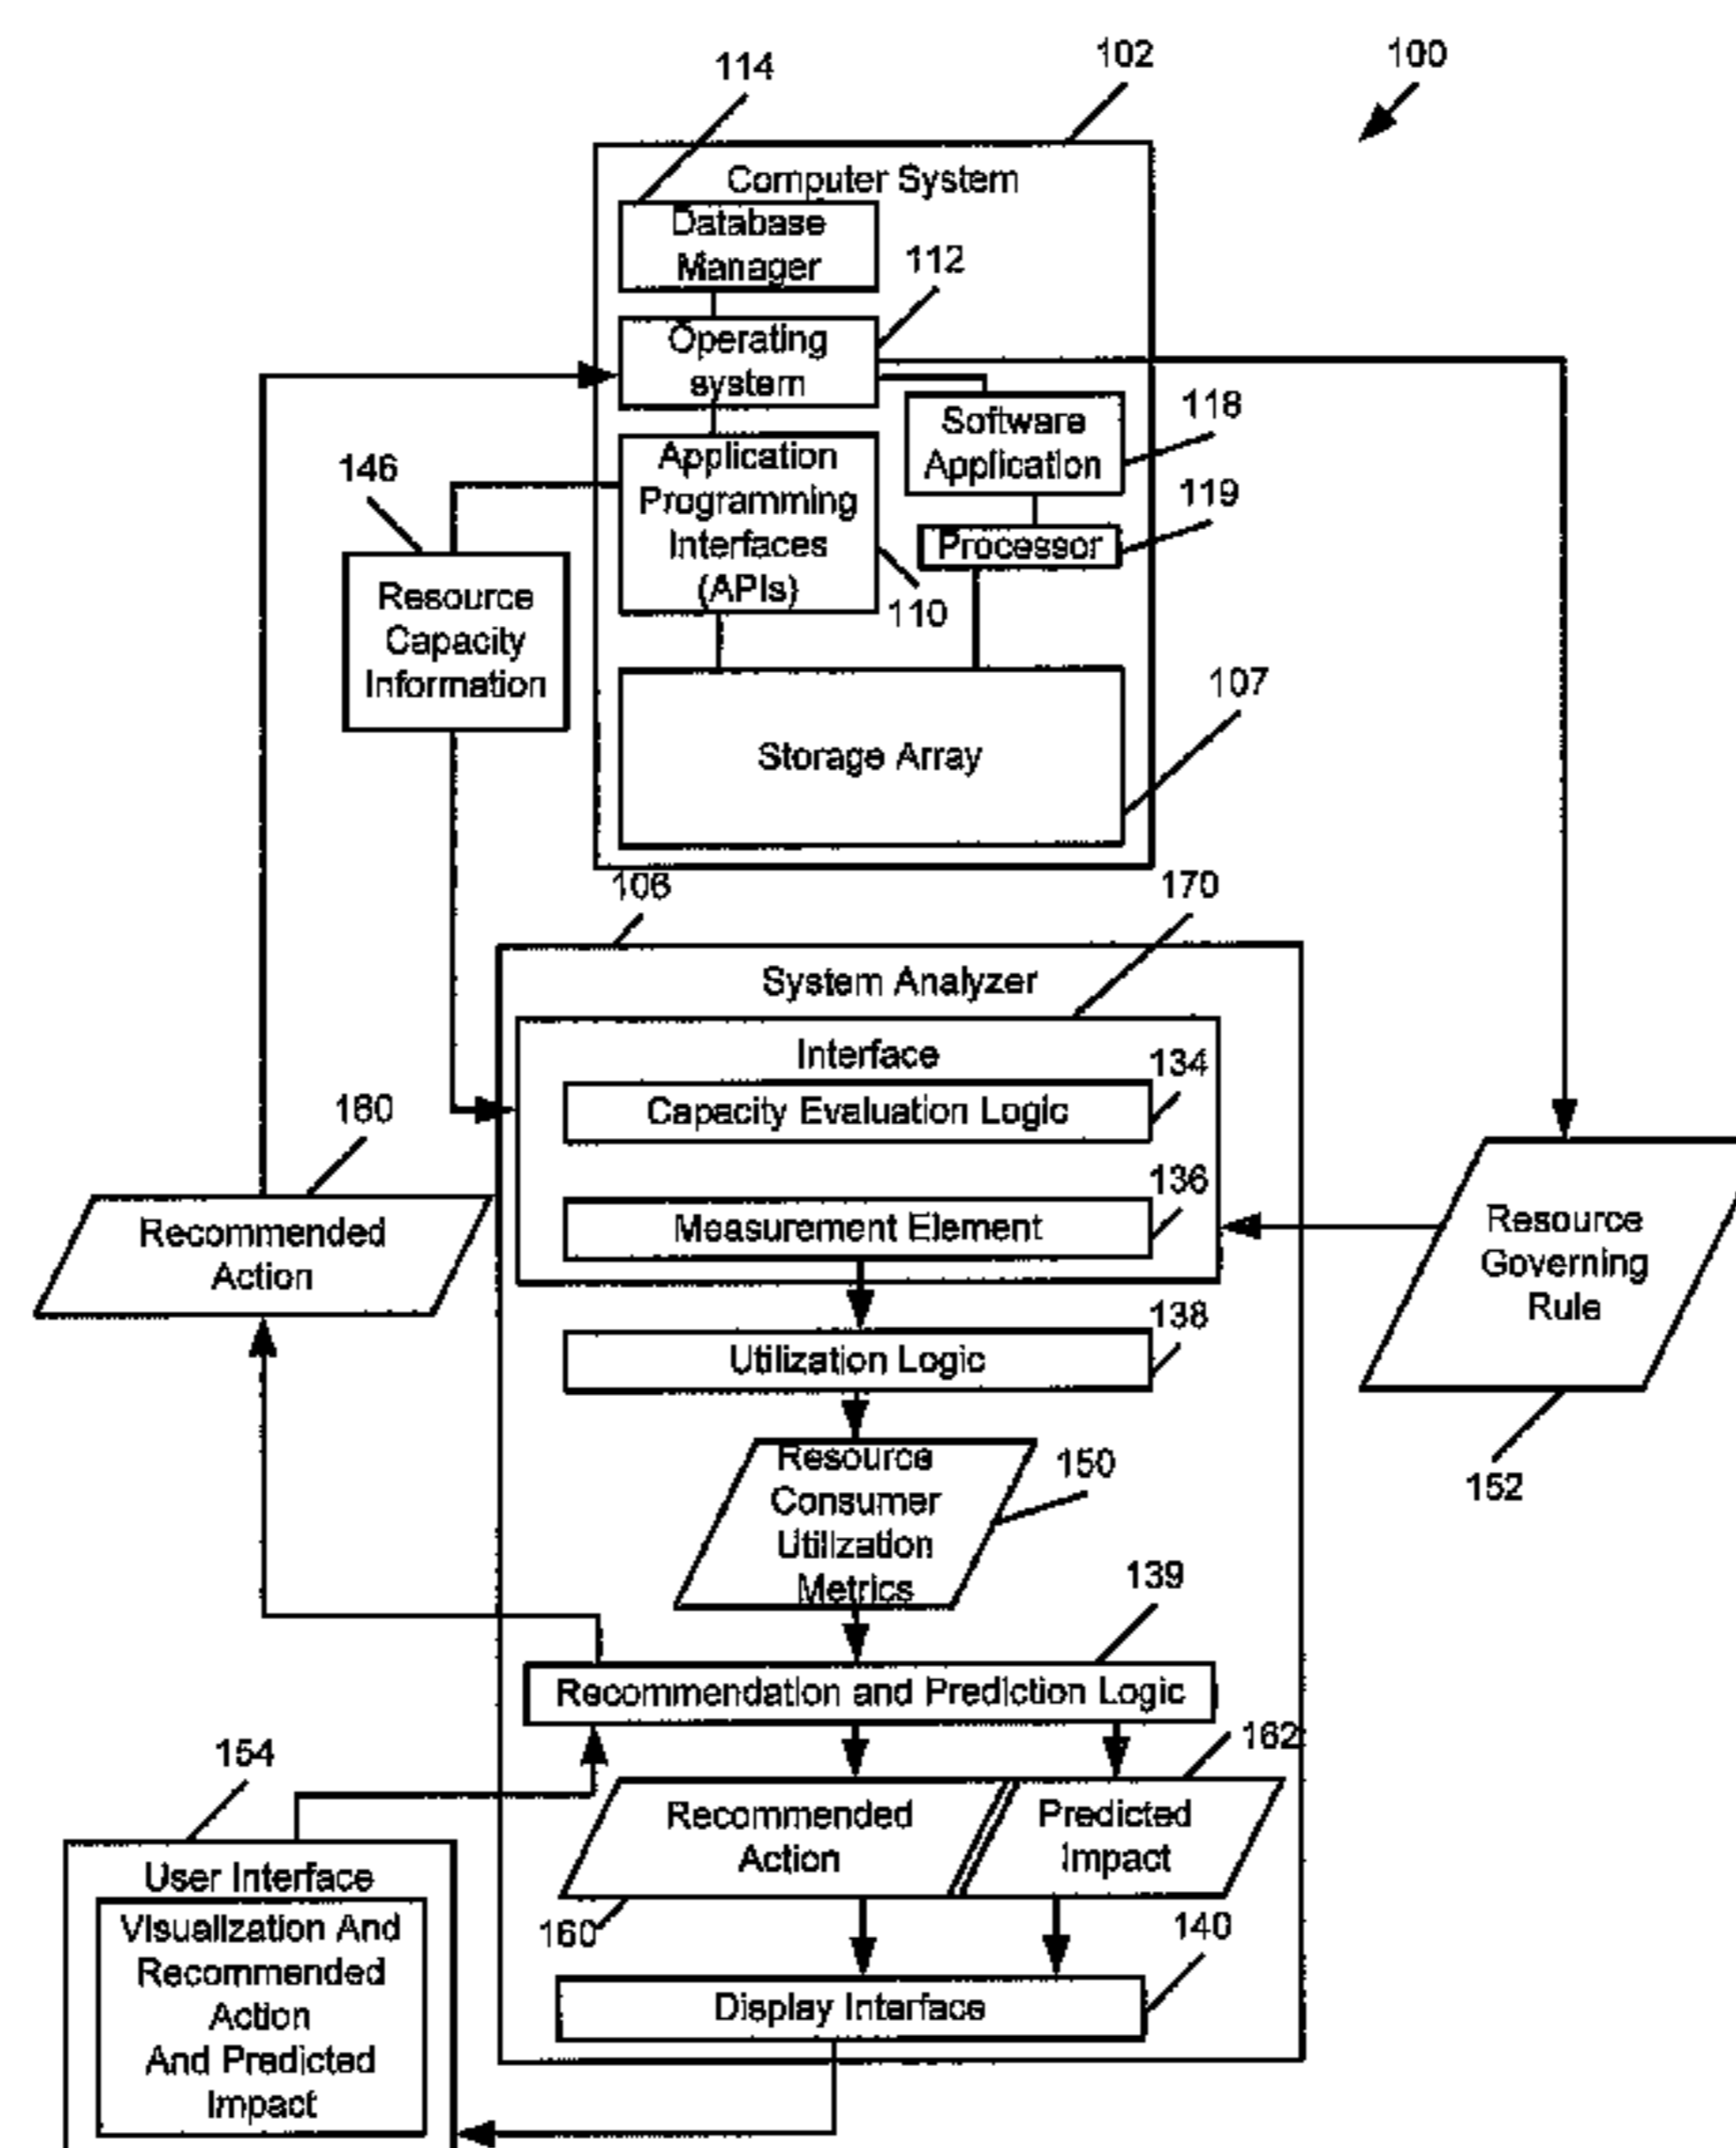 102
100
114
Computer System
Database
Manager
112
Operating
system
118
Software
Application
Application
Programming
Interfaces
(APIs)
146
119
Processor
110
Resource
Capacity
Information
107
Storage Array
106
170
System Analyzer
Interface
134
Capacity Evaluation Logic
160
136
Measurement Element
Recommended
Action
Resource
Governing
Rule
138
Utilization Logic
152
Resource
Consumer
Utilization
Metrics
150
139
Recommendation and Prediction Logic
162
154
Recommended
Action
Predicted
Impact
User Interface
Visualization And
Recommended
Action
And Predicted
Impact
160
140
Display Interface